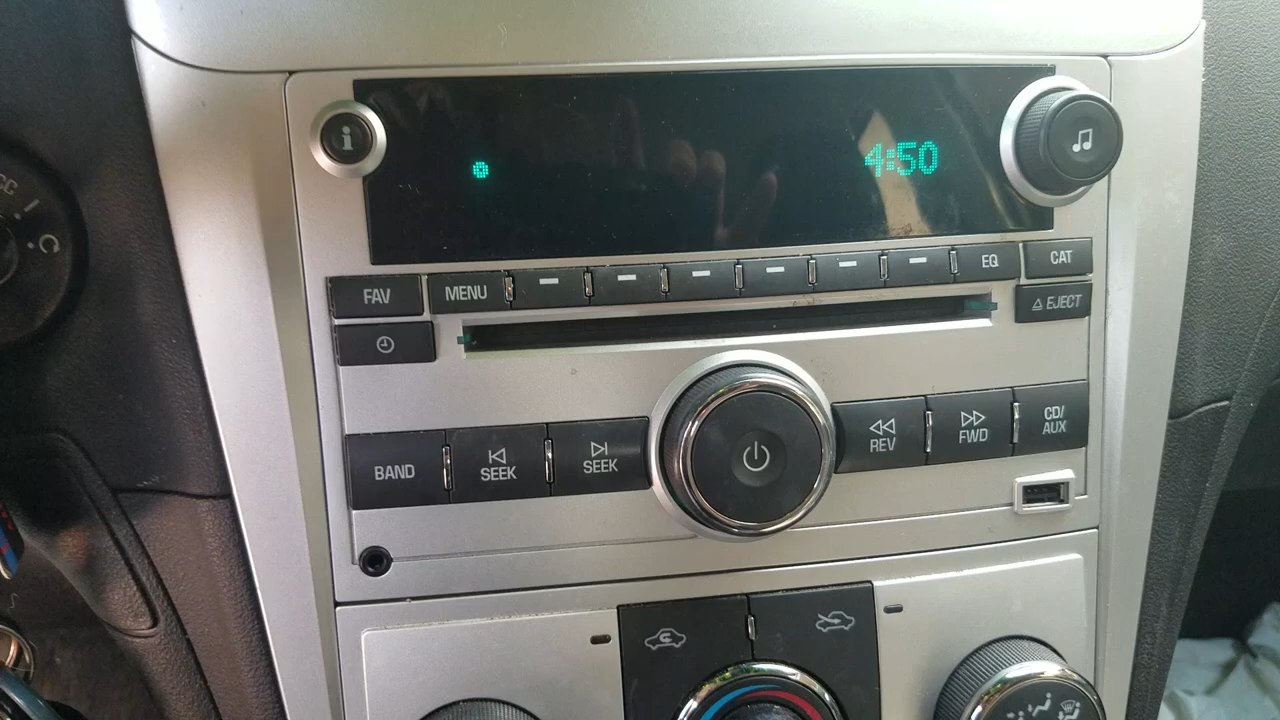 4:50
FAV
MENU
EQ
CAT
EJECT
BAND
SEEK
SEEK
REV
FWD
CD/
AUX